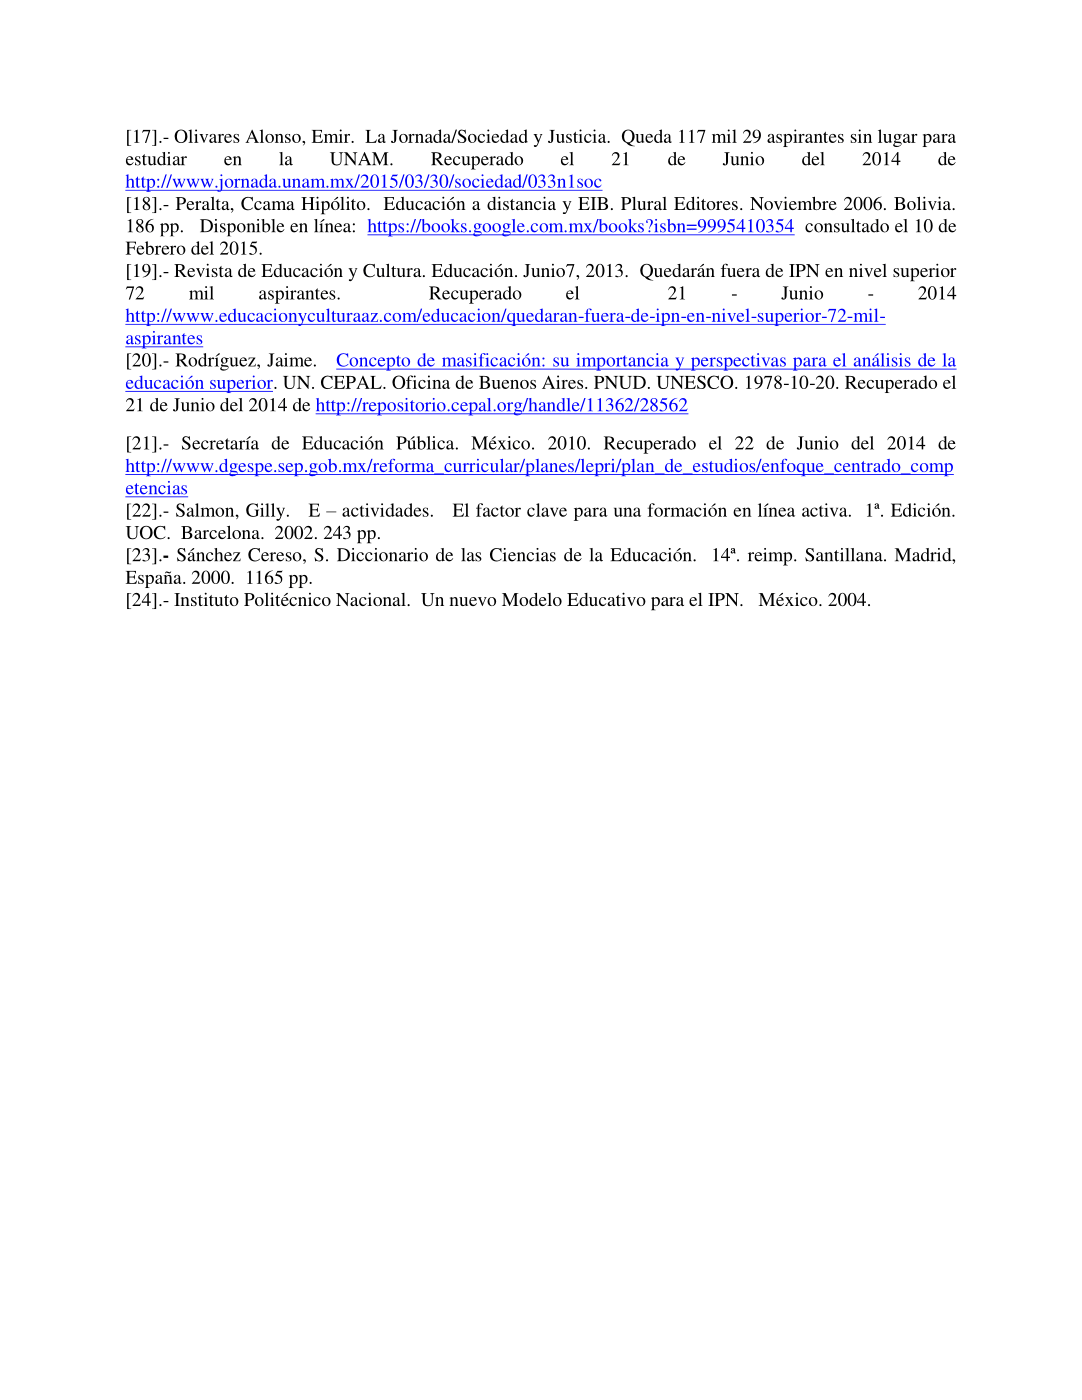 [17].- Olivares Alonso, Emir.  La Jornada/Sociedad y Justicia.  Queda 117 mil 29 aspirantes sin lugar para
estudiar en la UNAM. Recuperado el 21 de Junio del 2014 de
http://www.jornada.unam.mx/2015/03/30/sociedad/033n1soc
[18].- Peralta, Ccama Hipólito.  Educación a distancia y EIB. Plural Editores. Noviembre 2006. Bolivia.
186 pp.  Disponible en línea:  https://books.google.com.mx/books?isbn=9995410354  consultado el 10 de
Febrero del 2015.
[19].- Revista de Educación y Cultura. Educación. Junio7, 2013.  Quedarán fuera de IPN en nivel superior
72 mil aspirantes.  Recuperado el 21 - Junio - 2014
http://www.educacionyculturaaz.com/educacion/quedaran-fuera-de-ipn-en-nivel-superior-72-mil-
aspirantes
[20].- Rodríguez, Jaime.  Concepto de masificación: su importancia y perspectivas para el análisis de la
educación superior. UN. CEPAL. Oficina de Buenos Aires. PNUD. UNESCO. 1978-10-20. Recuperado el
21 de Junio del 2014 de http://repositorio.cepal.org/handle/11362/28562
[21].- Secretaría de Educación Pública. México. 2010. Recuperado el 22 de Junio del 2014 de
http://www.dgespe.sep.gob.mx/reforma_curricular/planes/lepri/plan_de_estudios/enfoque_centrado_comp
etencias
[22].- Salmon, Gilly.  E – actividades.  El factor clave para una formación en línea activa.  1ª. Edición.
UOC.  Barcelona.  2002. 243 pp.
[23].- Sánchez Cereso, S. Diccionario de las Ciencias de la Educación.  14ª. reimp. Santillana. Madrid,
España. 2000.  1165 pp.
[24].- Instituto Politécnico Nacional.  Un nuevo Modelo Educativo para el IPN.  México. 2004.